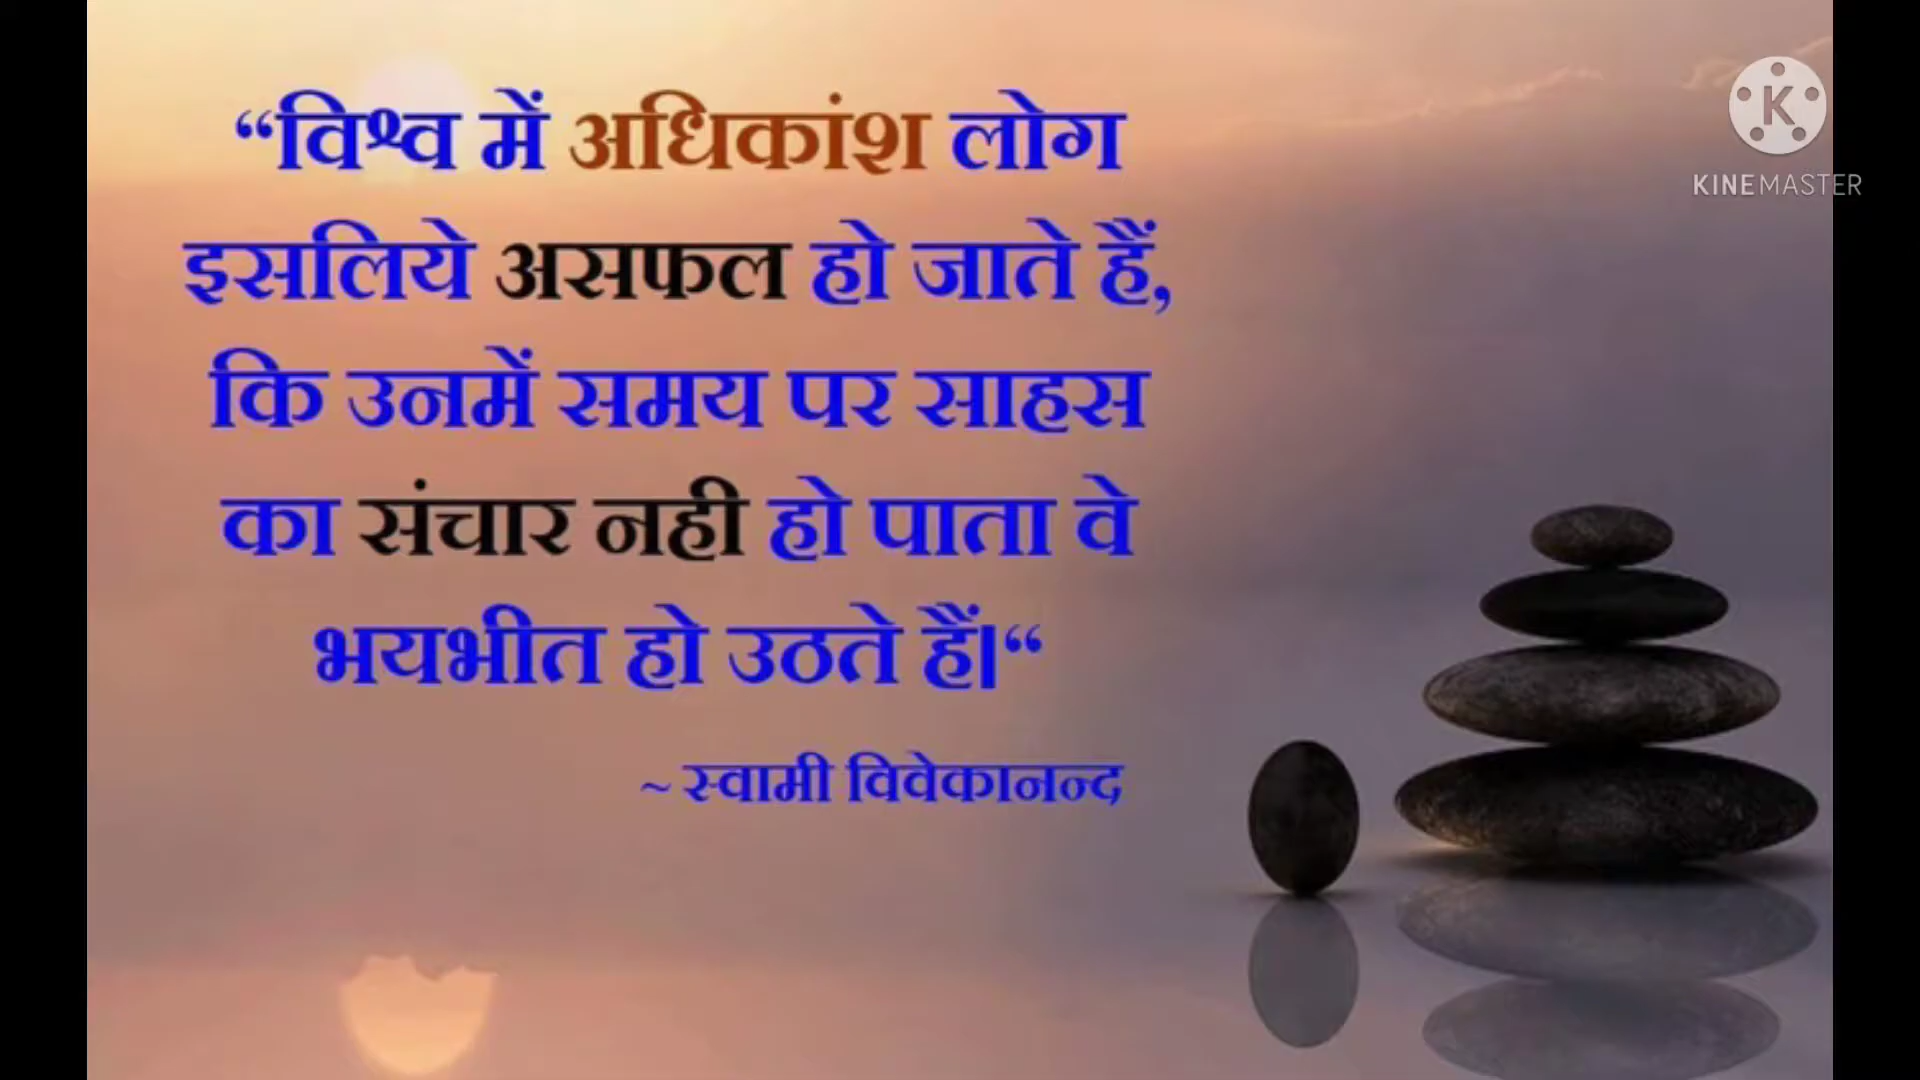 “विश्व में अधिकांश लोग
इसलिये असफल हो जाते हैं,
कि उनमें समय पर साहस
का संचार नही हो पाता वे
भयभीत हो उठते हैं।“
~ स्वामी विवेकानन्द
K
KINEMASTER